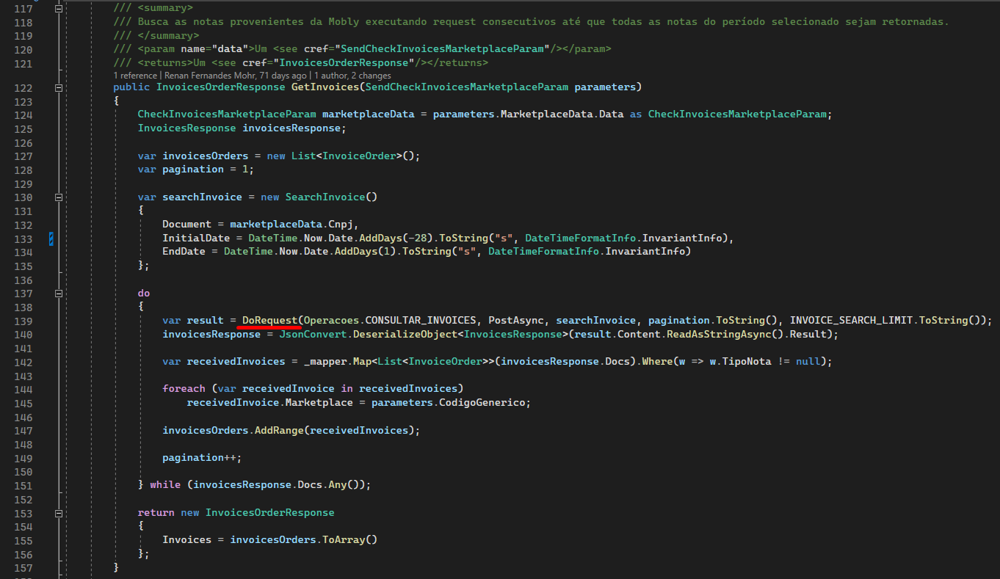 117 /// <summary>
118 /// Busca as notas provenientes da Mobly executando request consecutivos até que todas as notas do período selecionado sejam retornadas.
119 /// </summary>
120 /// <param name="data">Um <see cref="SendCheckInvoicesMarketplaceParam"/></param>
121 /// <returns>Um <see cref="InvoicesOrderResponse"/></returns>
1 reference | Renan Fernandes Mohr, 71 days ago | 1 author, 2 changes
122 public InvoicesOrderResponse GetInvoices(SendCheckInvoicesMarketplaceParam parameters)
123 {
124 CheckInvoicesMarketplaceParam marketplaceData = parameters.MarketplaceData.Data as CheckInvoicesMarketplaceParam;
125 InvoicesResponse invoicesResponse;
126
127 var invoicesOrders = new List<InvoiceOrder>();
128 var pagination = 1;
129
130 var searchInvoice = new SearchInvoice()
131 {
132 Document = marketplaceData.Cnpj,
133 InitialDate = DateTime.Now.Date.AddDays(-28).ToString("s", DateTimeFormatInfo.InvariantInfo),
134 EndDate = DateTime.Now.Date.AddDays(1).ToString("s", DateTimeFormatInfo.InvariantInfo)
135 };
136
137 do
138 {
139 var result = DoRequest(Operacoes.CONSULTAR_INVOICES, PostAsync, searchInvoice, pagination.ToString(), INVOICE_SEARCH_LIMIT.ToString());
140 invoicesResponse = JsonConvert.DeserializeObject<InvoicesResponse>(result.Content.ReadAsStringAsync().Result);
141
142 var receivedInvoices = _mapper.Map<List<InvoiceOrder>>(invoicesResponse.Docs).Where(w => w.TipoNota != null);
143
144 foreach (var receivedInvoice in receivedInvoices)
145 receivedInvoice.Marketplace = parameters.CodigoGenerico;
146
147 invoicesOrders.AddRange(receivedInvoices);
148
149 pagination++;
150
151 } while (invoicesResponse.Docs.Any());
152
153 return new InvoicesOrderResponse
154 {
155 Invoices = invoicesOrders.ToArray()
156 };
157 }